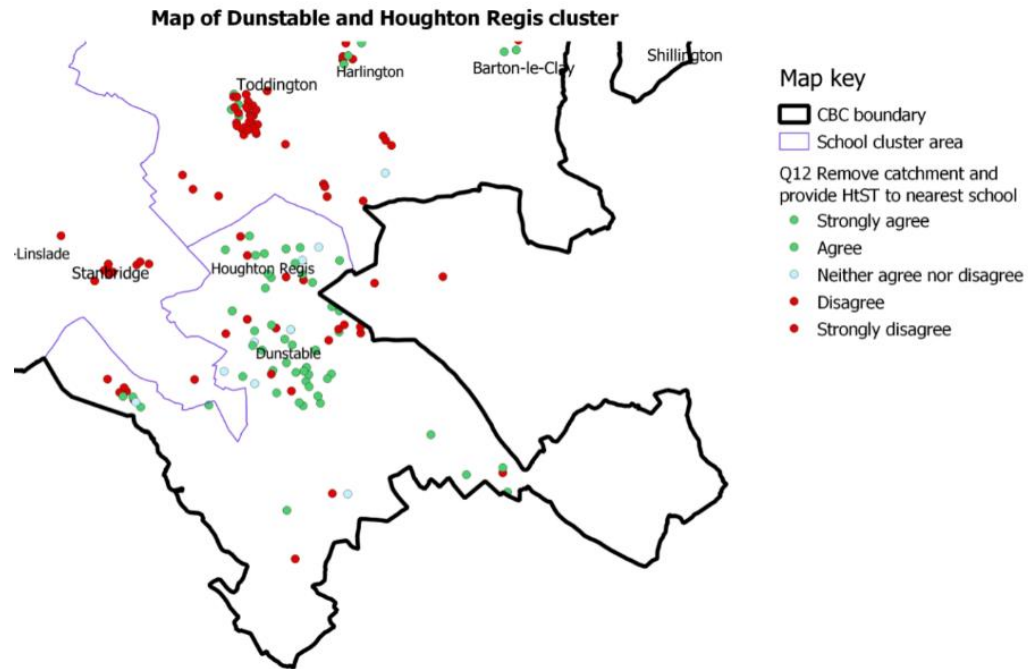 Map of Dunstable and Houghton Regis cluster
Shillington
Barton-le-Clay
Harlington
Toddington
-Linslade
Stanbridge
Houghton Regis
Dunstable
Map key
CBC boundary
School cluster area
Q12 Remove catchment and
provide HtST to nearest school
Strongly agree
Agree
Neither agree nor disagree
Disagree
Strongly disagree